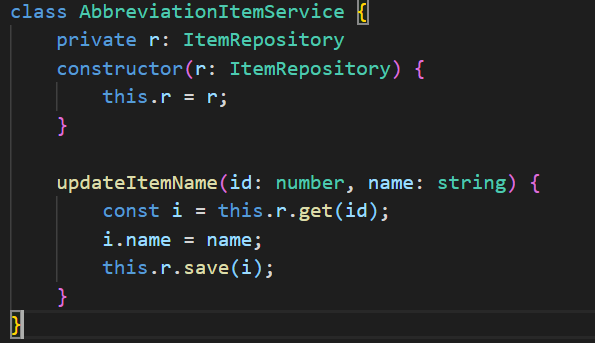 class AbbreviationItemService {
    private r: ItemRepository
    constructor(r: ItemRepository) {
        this.r = r;
    }

    updateItemName(id: number, name: string) {
        const i = this.r.get(id);
        i.name = name;
        this.r.save(i);
    }
}